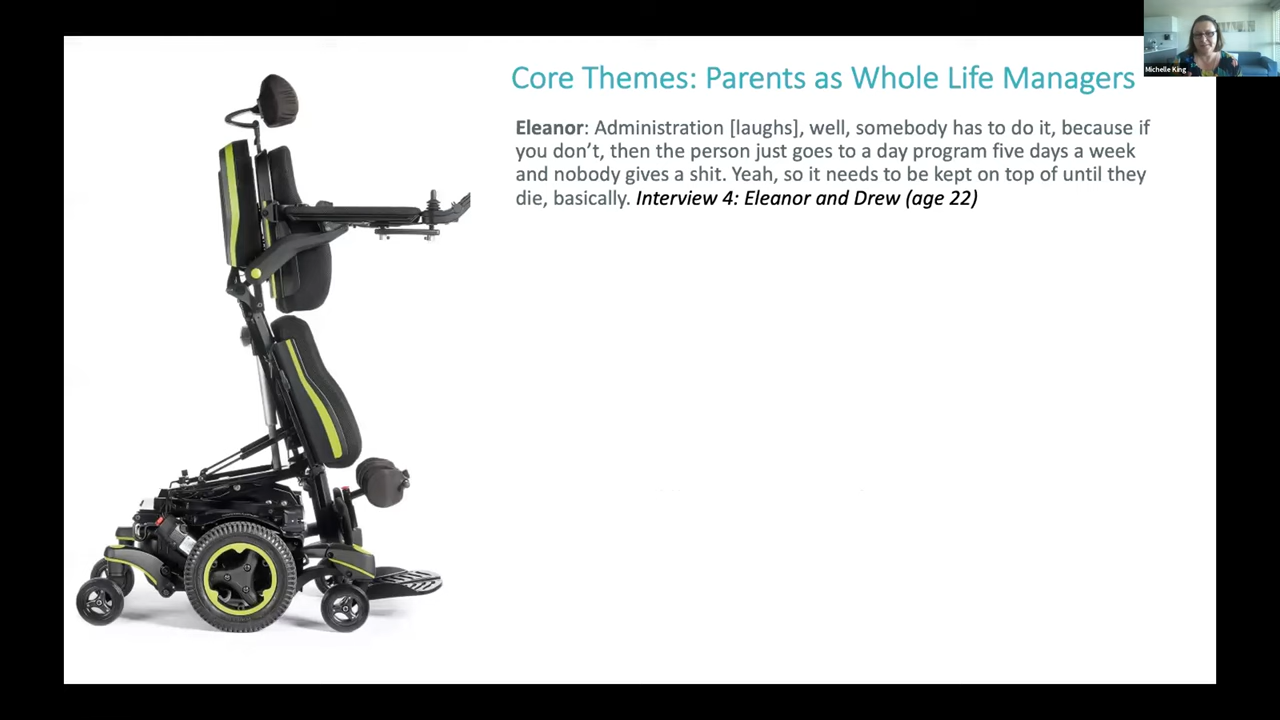 Michelle King
Core Themes: Parents as Whole Life Managers
Eleanor: Administration [laughs], well, somebody has to do it, because if
you don’t, then the person just goes to a day program five days a week
and nobody gives a shit. Yeah, so it needs to be kept on top of until they
die, basically. Interview 4: Eleanor and Drew (age 22)